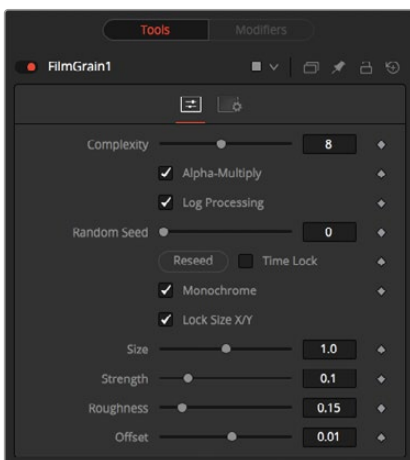 Tools Modifiers
FilmGrain1
Complexity 8
Alpha-Multiply
Log Processing
Random Seed 0
Reseed Time Lock
Monochrome
Lock Size X/Y
Size 1.0
Strength 0.1
Roughness 0.15
Offset 0.01